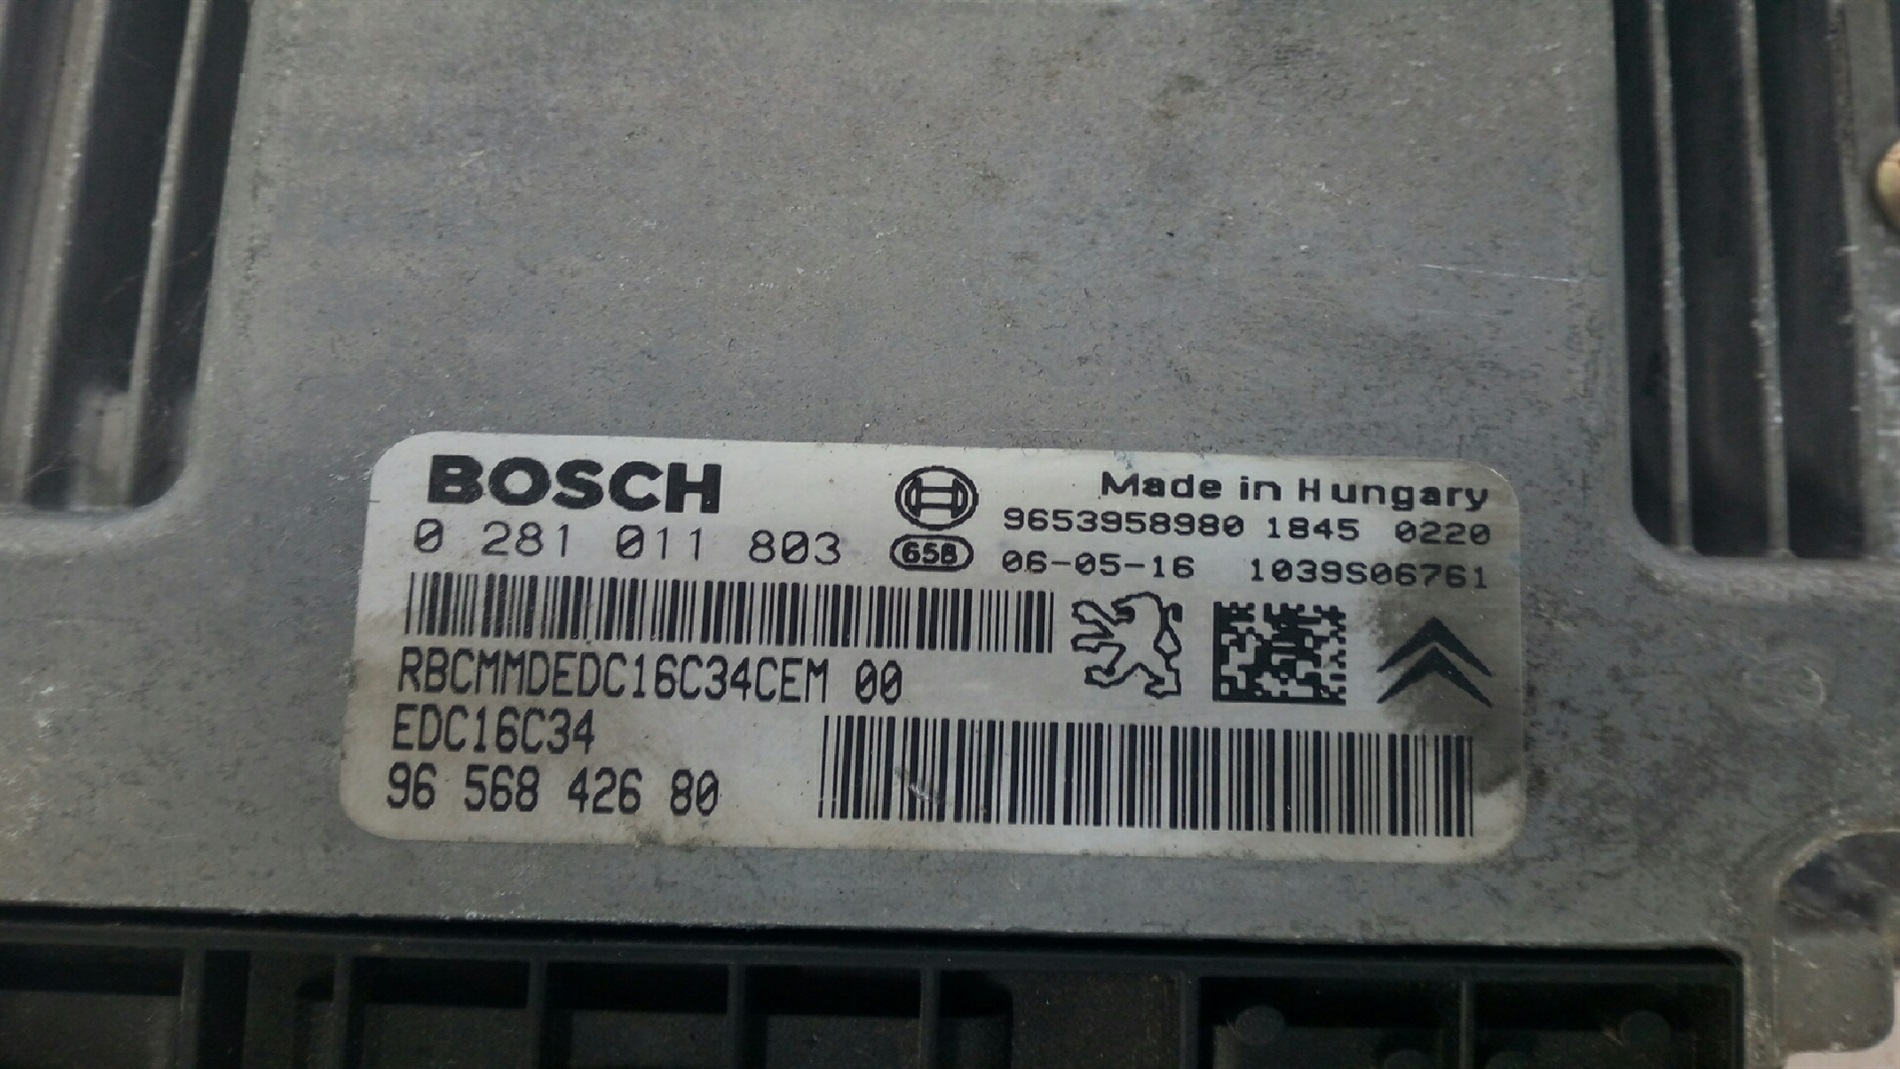 BOSCH
0 281 011 803
658
Made in Hungary
9653958980 1845 0220
06-05-16 1039S06761
RBCMMDEDC16C34CEM 00
EDC16C34
96 568 426 80